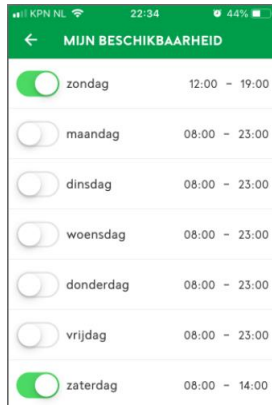 KPN NL 22:34 44%
← MIJN BESCHIKBAARHEID
zondag 12:00 - 19:00
maandag 08:00 - 23:00
dinsdag 08:00 - 23:00
woensdag 08:00 - 23:00
donderdag 08:00 - 23:00
vrijdag 08:00 - 23:00
zaterdag 08:00 - 14:00